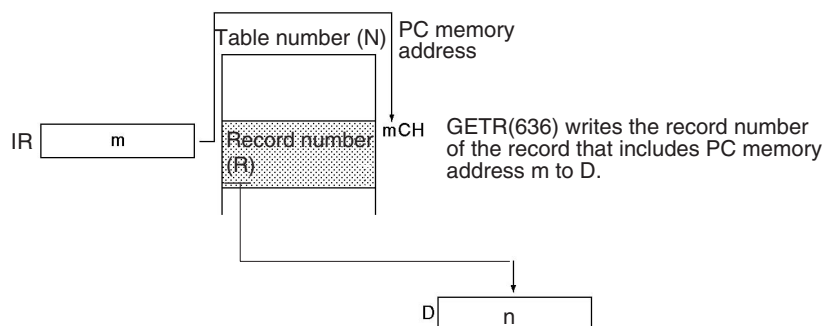 Table number (N)
PC memory
address
IR
m
Record number
(R)
mCH
GETR(636) writes the record number
of the record that includes PC memory
address m to D.
D
n